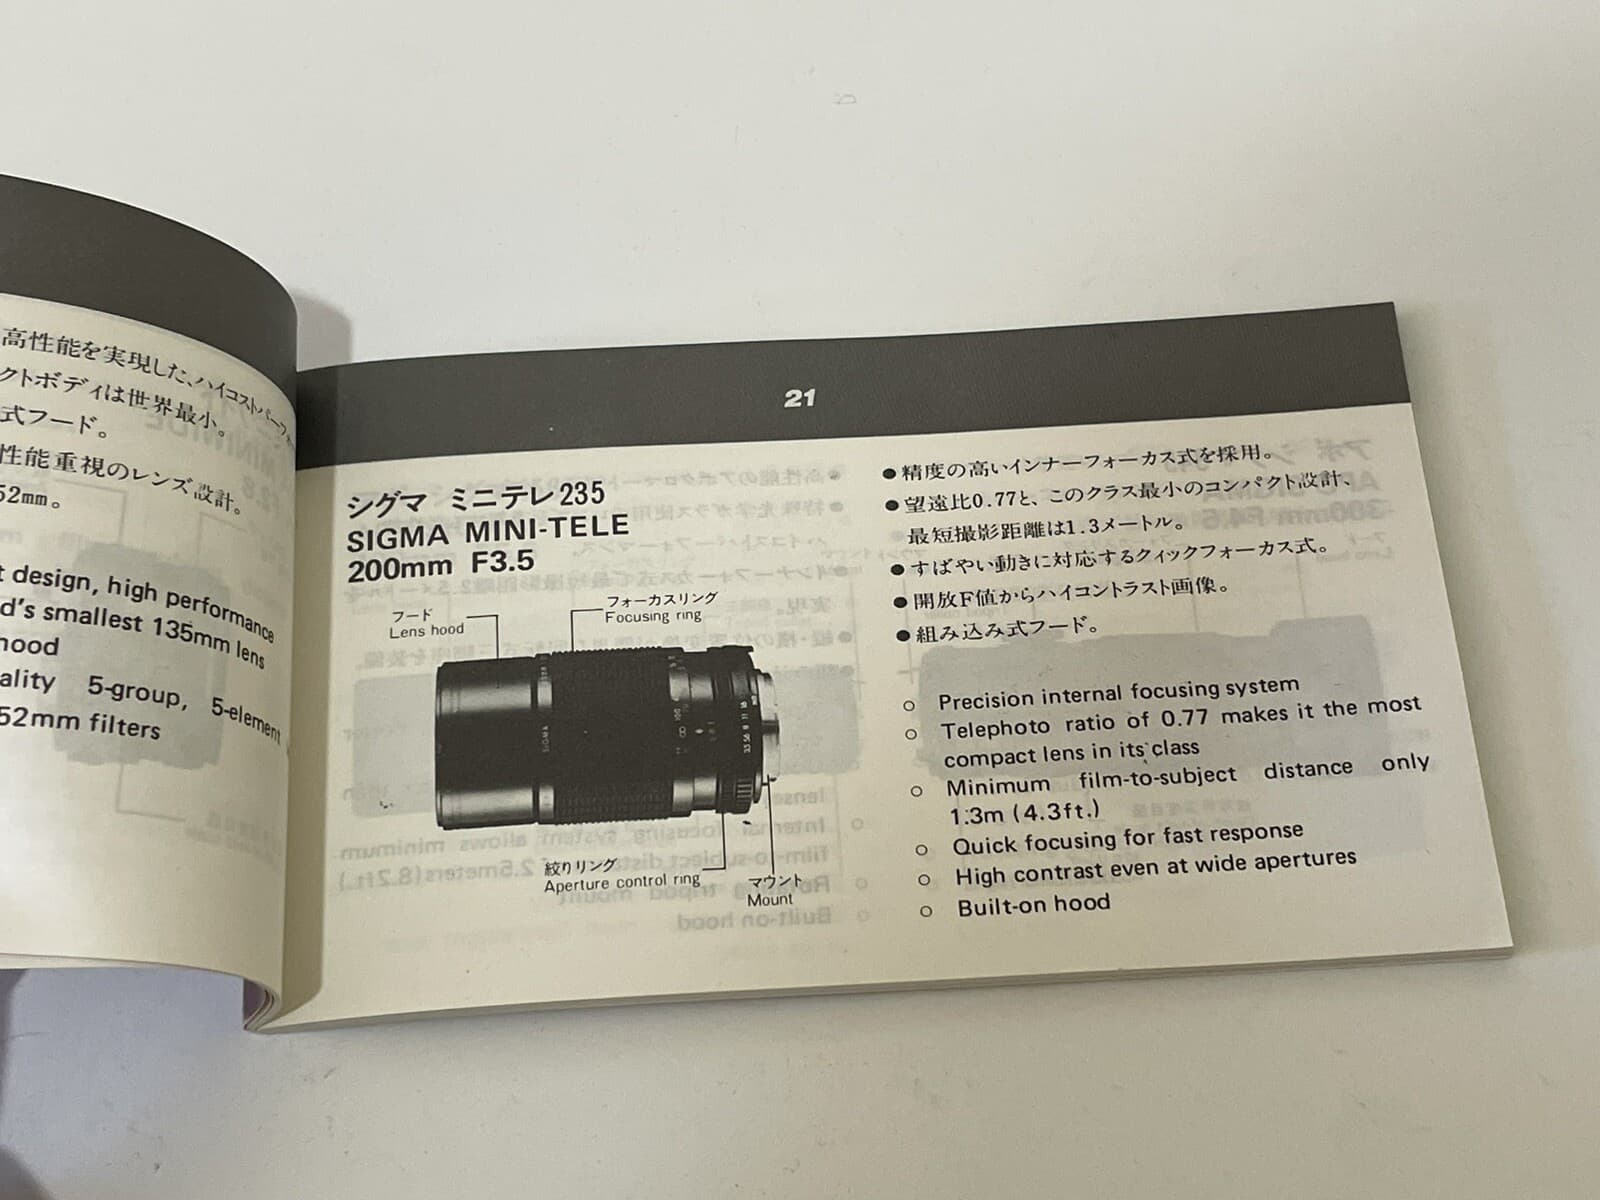 高性能を実現した、ハイコストパーフォー
クトボディは世界最小。
式フード。
性能重視のレンズ設計。
52mm。
t design, high performance
d's smallest 135mm lens
hood
ality 5-group, 5-element
52mm filters
21
シグマ ミニテレ235
SIGMA MINI-TELE
200mm F3.5
フード
Lens hood
フォーカスリング
Focusing ring
SIGMA
絞りリング
Aperture control ring
マウント
Mount
●精度の高いインナーフォーカス式を採用。
●望遠比0.77と、このクラス最小のコンパクト設計、
最短撮影距離は1.3メートル。
●すばやい動きに対応するクィックフォーカス式。
●開放F値からハイコントラスト画像。
●組み込み式フード。
○ Precision internal focusing system
○ Telephoto ratio of 0.77 makes it the most
compact lens in its class
○ Minimum film-to-subject distance only
1.3m (4.3ft.)
○ Quick focusing for fast response
○ High contrast even at wide apertures
○ Built-on hood